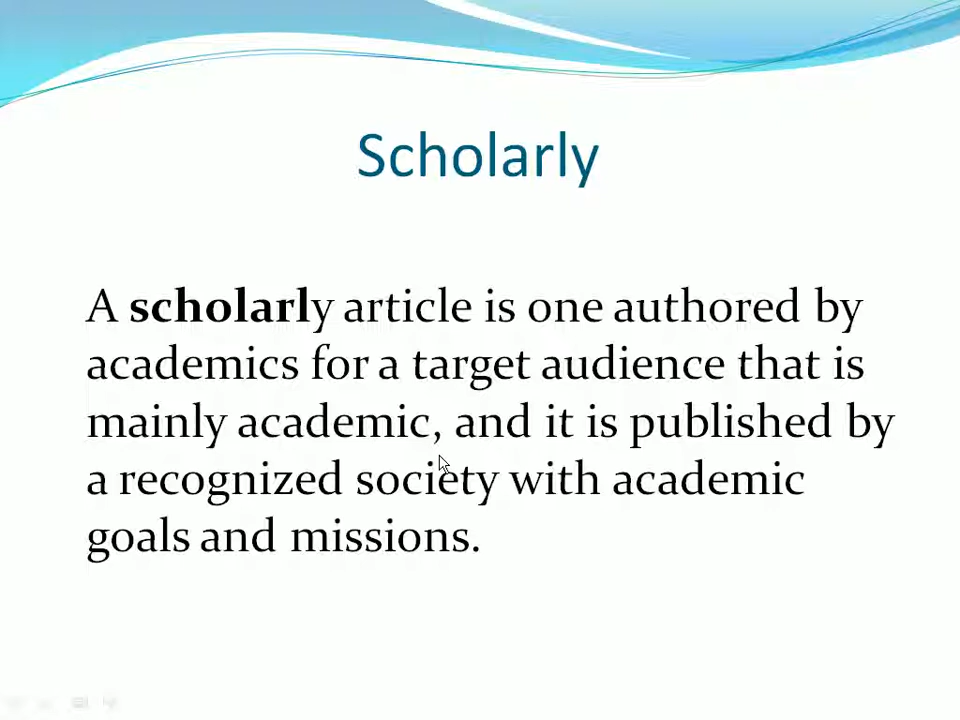 Scholarly
A scholarly article is one authored by
academics for a target audience that is
mainly academic, and it is published by
a recognized society with academic
goals and missions.